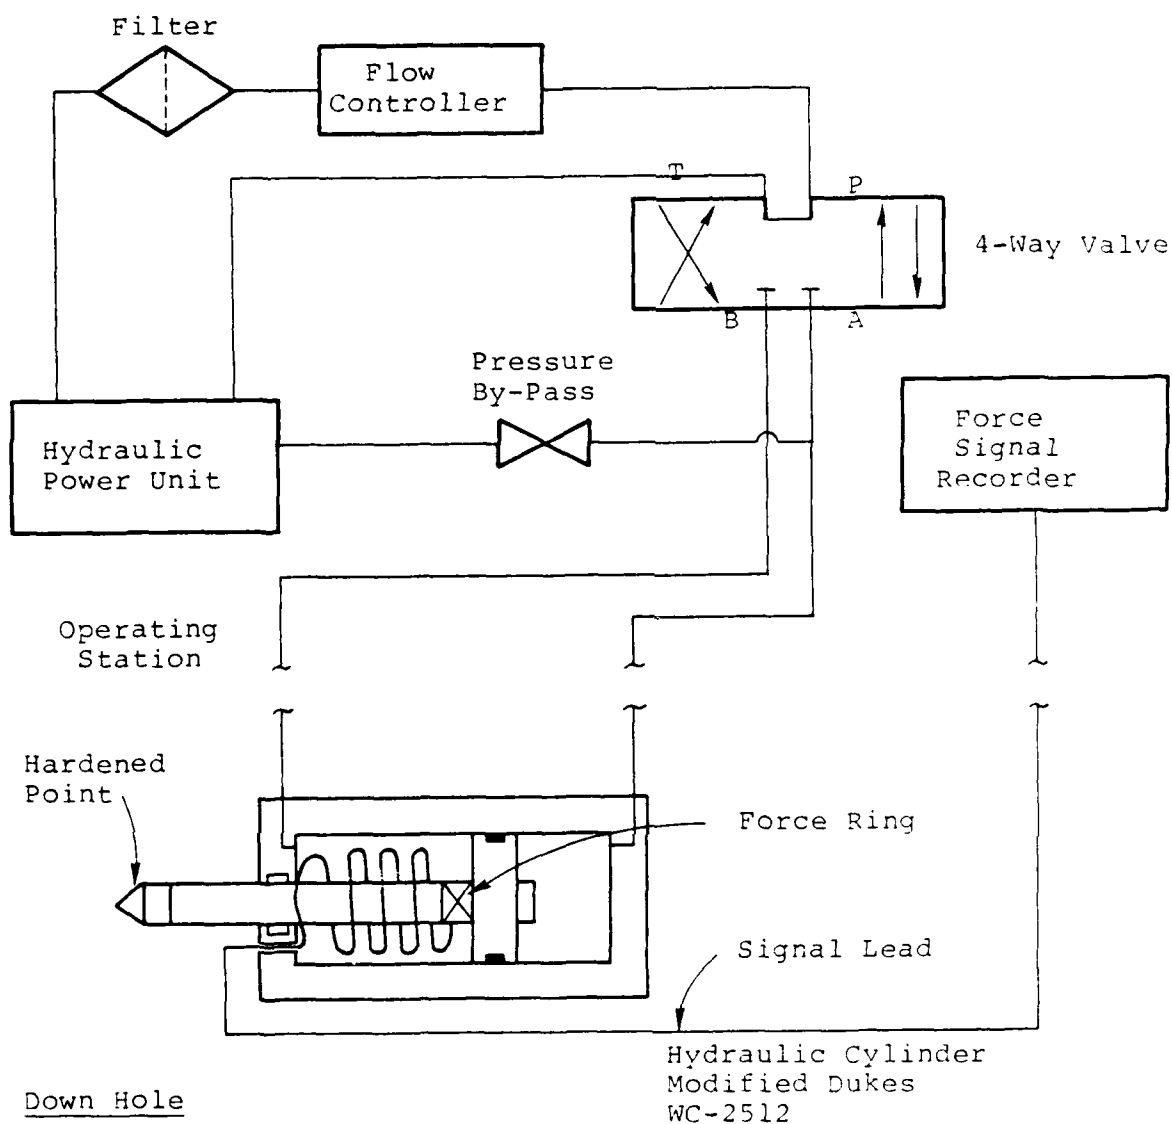 Filter
Flow
Controller
T
P
4-Way Valve
B
A
Pressure
By-Pass
Force
Signal
Recorder
Hydraulic
Power Unit
Operating
Station
Hardened
Point
Force Ring
Signal Lead
Hydraulic Cylinder
Modified Dukes
WC-2512
Down Hole